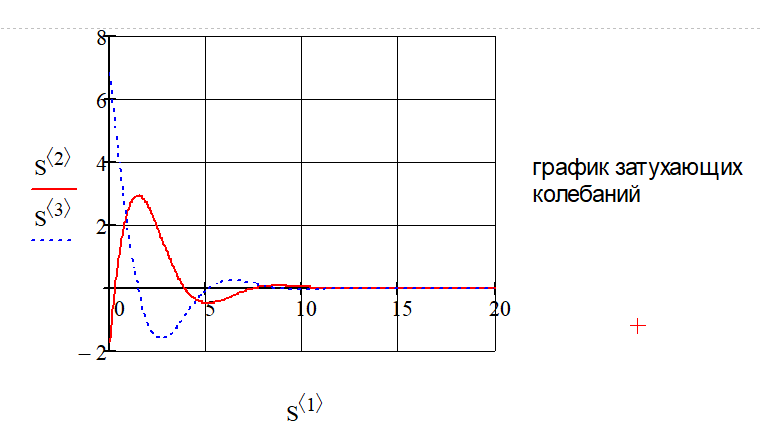 8
6
4
2
−2
S⟨2⟩
S⟨3⟩
0
5
10
15
20
S⟨1⟩
график затухающих
колебаний